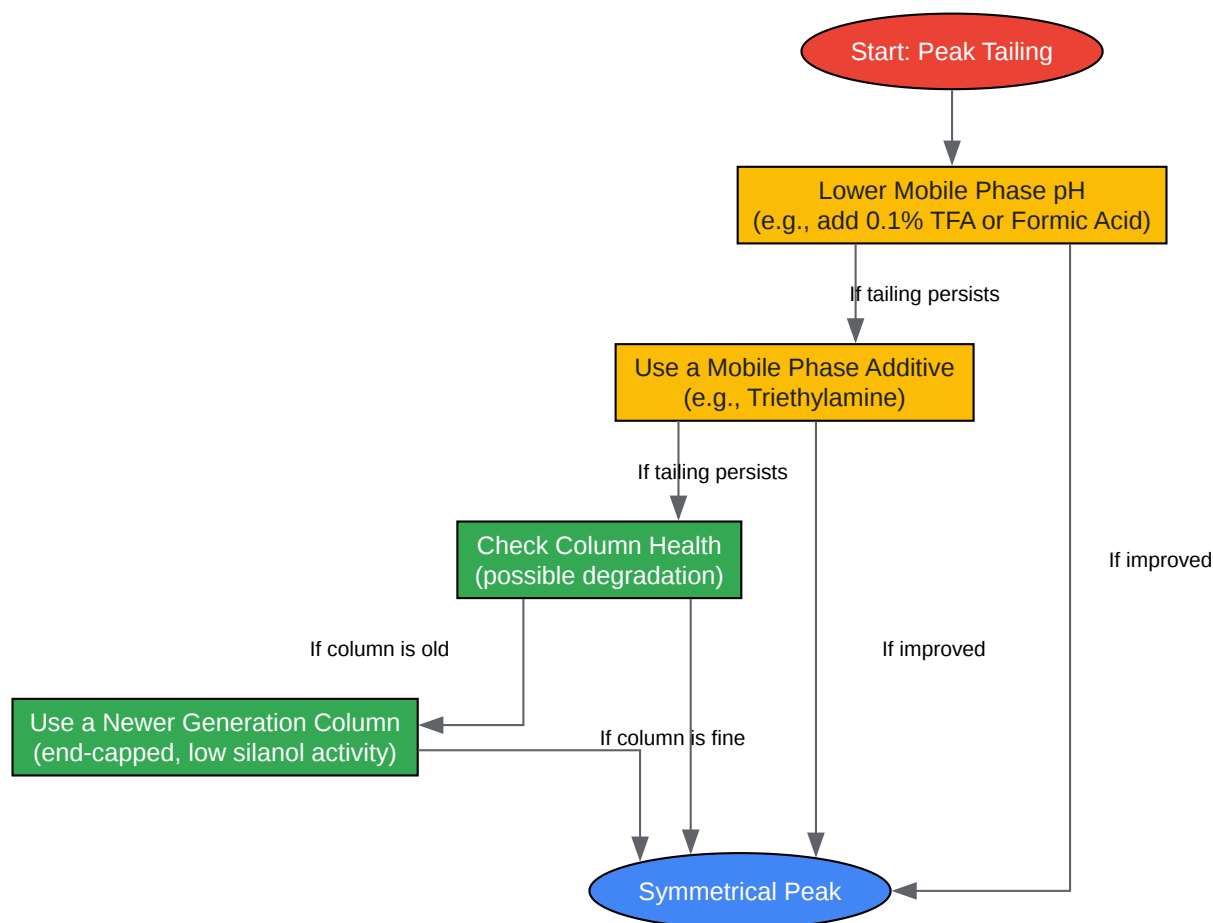 Start: Peak Tailing
Lower Mobile Phase pH
(e.g., add 0.1% TFA or Formic Acid)
If tailing persists
Use a Mobile Phase Additive
(e.g., Triethylamine)
If tailing persists
Check Column Health
(possible degradation)
If improved
If column is old
If improved
Use a Newer Generation Column
(end-capped, low silanol activity)
If column is fine
Symmetrical Peak